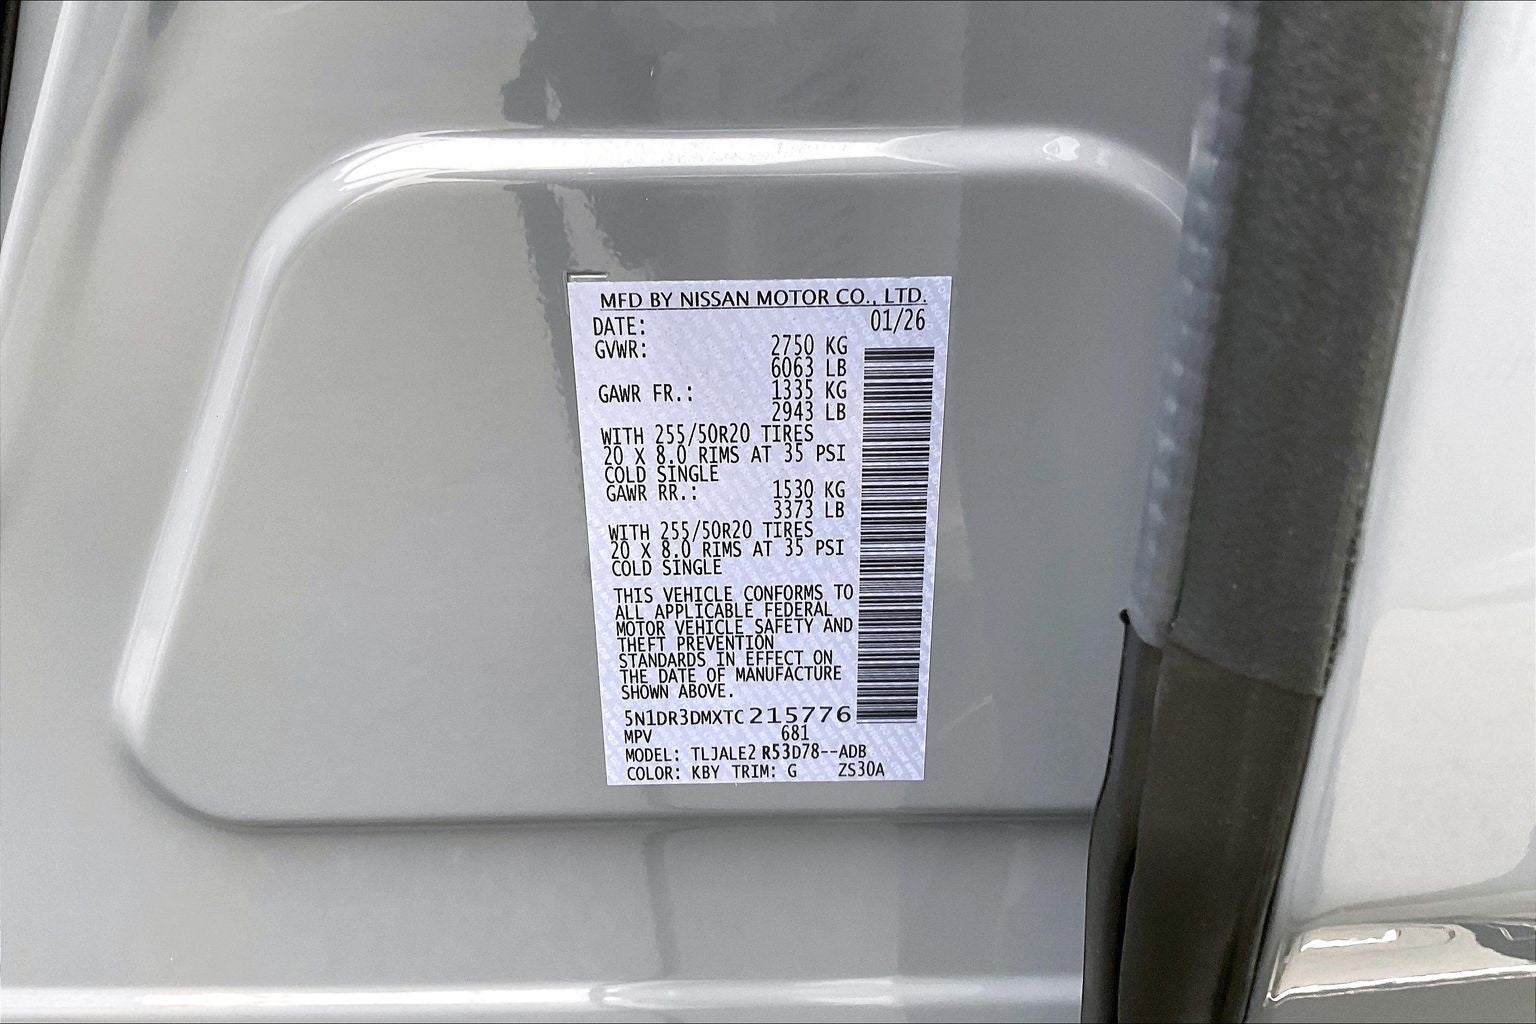 MFD BY NISSAN MOTOR CO., LTD.
DATE: 01/26
GVWR: 2750 KG
6063 LB
GAWR FR.: 1335 KG
2943 LB
WITH 255/50R20 TIRES
20 X 8.0 RIMS AT 35 PSI
COLD SINGLE
GAWR RR.: 1530 KG
3373 LB
WITH 255/50R20 TIRES
20 X 8.0 RIMS AT 35 PSI
COLD SINGLE
THIS VEHICLE CONFORMS TO
ALL APPLICABLE FEDERAL
MOTOR VEHICLE SAFETY AND
THEFT PREVENTION
STANDARDS IN EFFECT ON
THE DATE OF MANUFACTURE
SHOWN ABOVE.
5N1DR3DMXTC215776
MPV 681
MODEL: TLJALE2 R53D78--ADB
COLOR: KBY TRIM: G ZS30A